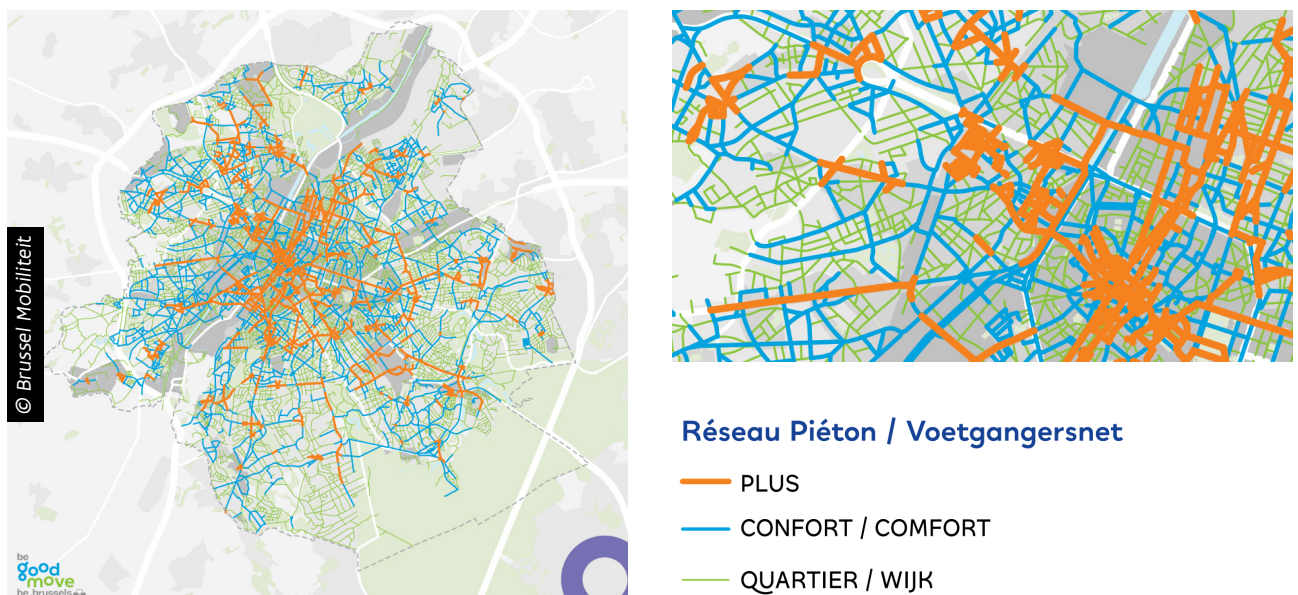 © Brussel Mobiliteit
be
good
move
be.brussels
Réseau Piéton / Voetgangersnet
PLUS
CONFORT / COMFORT
QUARTIER / WIJK